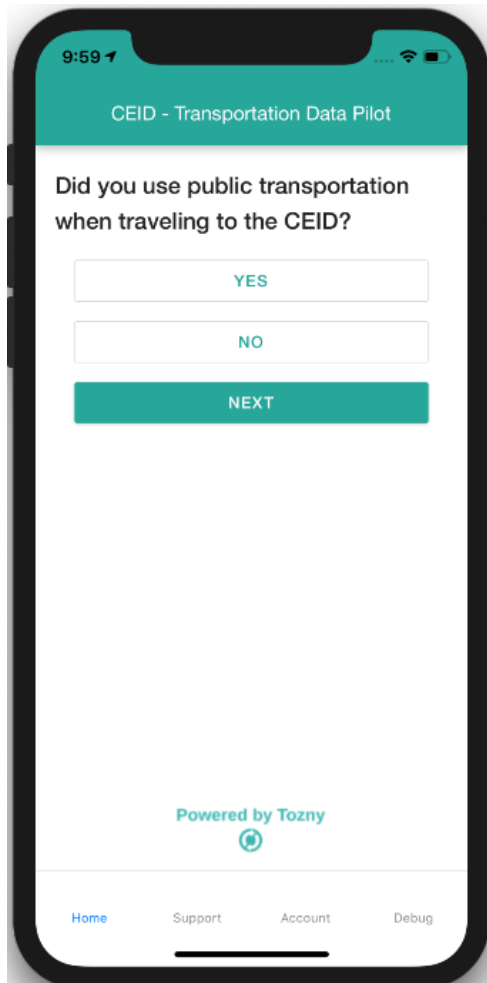 9:59
CEID - Transportation Data Pilot
Did you use public transportation
when traveling to the CEID?
YES
NO
NEXT
Powered by Tozny
Home Support Account Debug